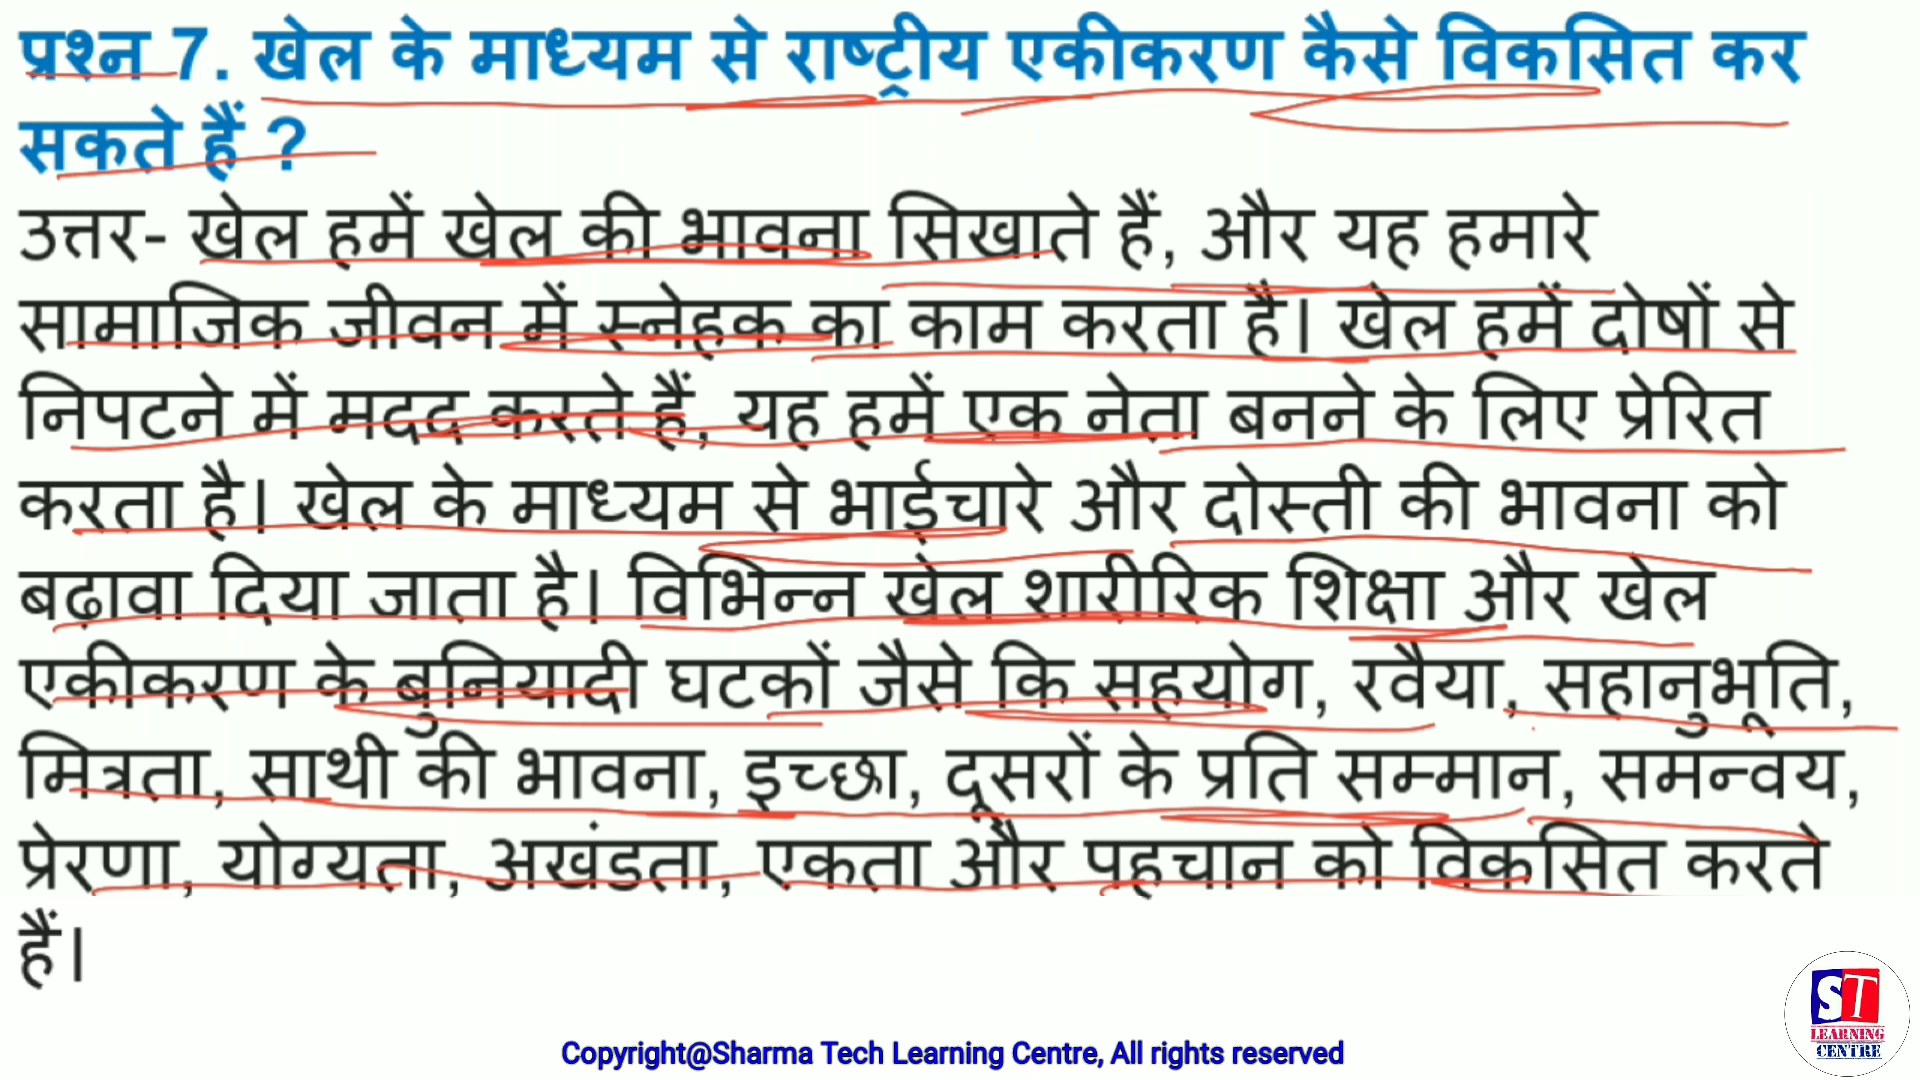 प्रश्न 7. खेल के माध्यम से राष्ट्रीय एकीकरण कैसे विकसित कर
सकते हैं ?
उत्तर- खेल हमें खेल की भावना सिखाते हैं, और यह हमारे
सामाजिक जीवन में स्नेहक का काम करता है। खेल हमें दोषों से
निपटने में मदद करते हैं, यह हमें एक नेता बनने के लिए प्रेरित
करता है। खेल के माध्यम से भाईचारे और दोस्ती की भावना को
बढ़ावा दिया जाता है। विभिन्न खेल शारीरिक शिक्षा और खेल
एकीकरण के बुनियादी घटकों जैसे कि सहयोग, रवैया, सहानुभूति,
मित्रता, साथी की भावना, इच्छा, दूसरों के प्रति सम्मान, समन्वय,
प्रेरणा, योग्यता, अखंडता, एकता और पहचान को विकसित करते
हैं।
ST
LEARNING
CENTRE
Copyright@Sharma Tech Learning Centre, All rights reserved